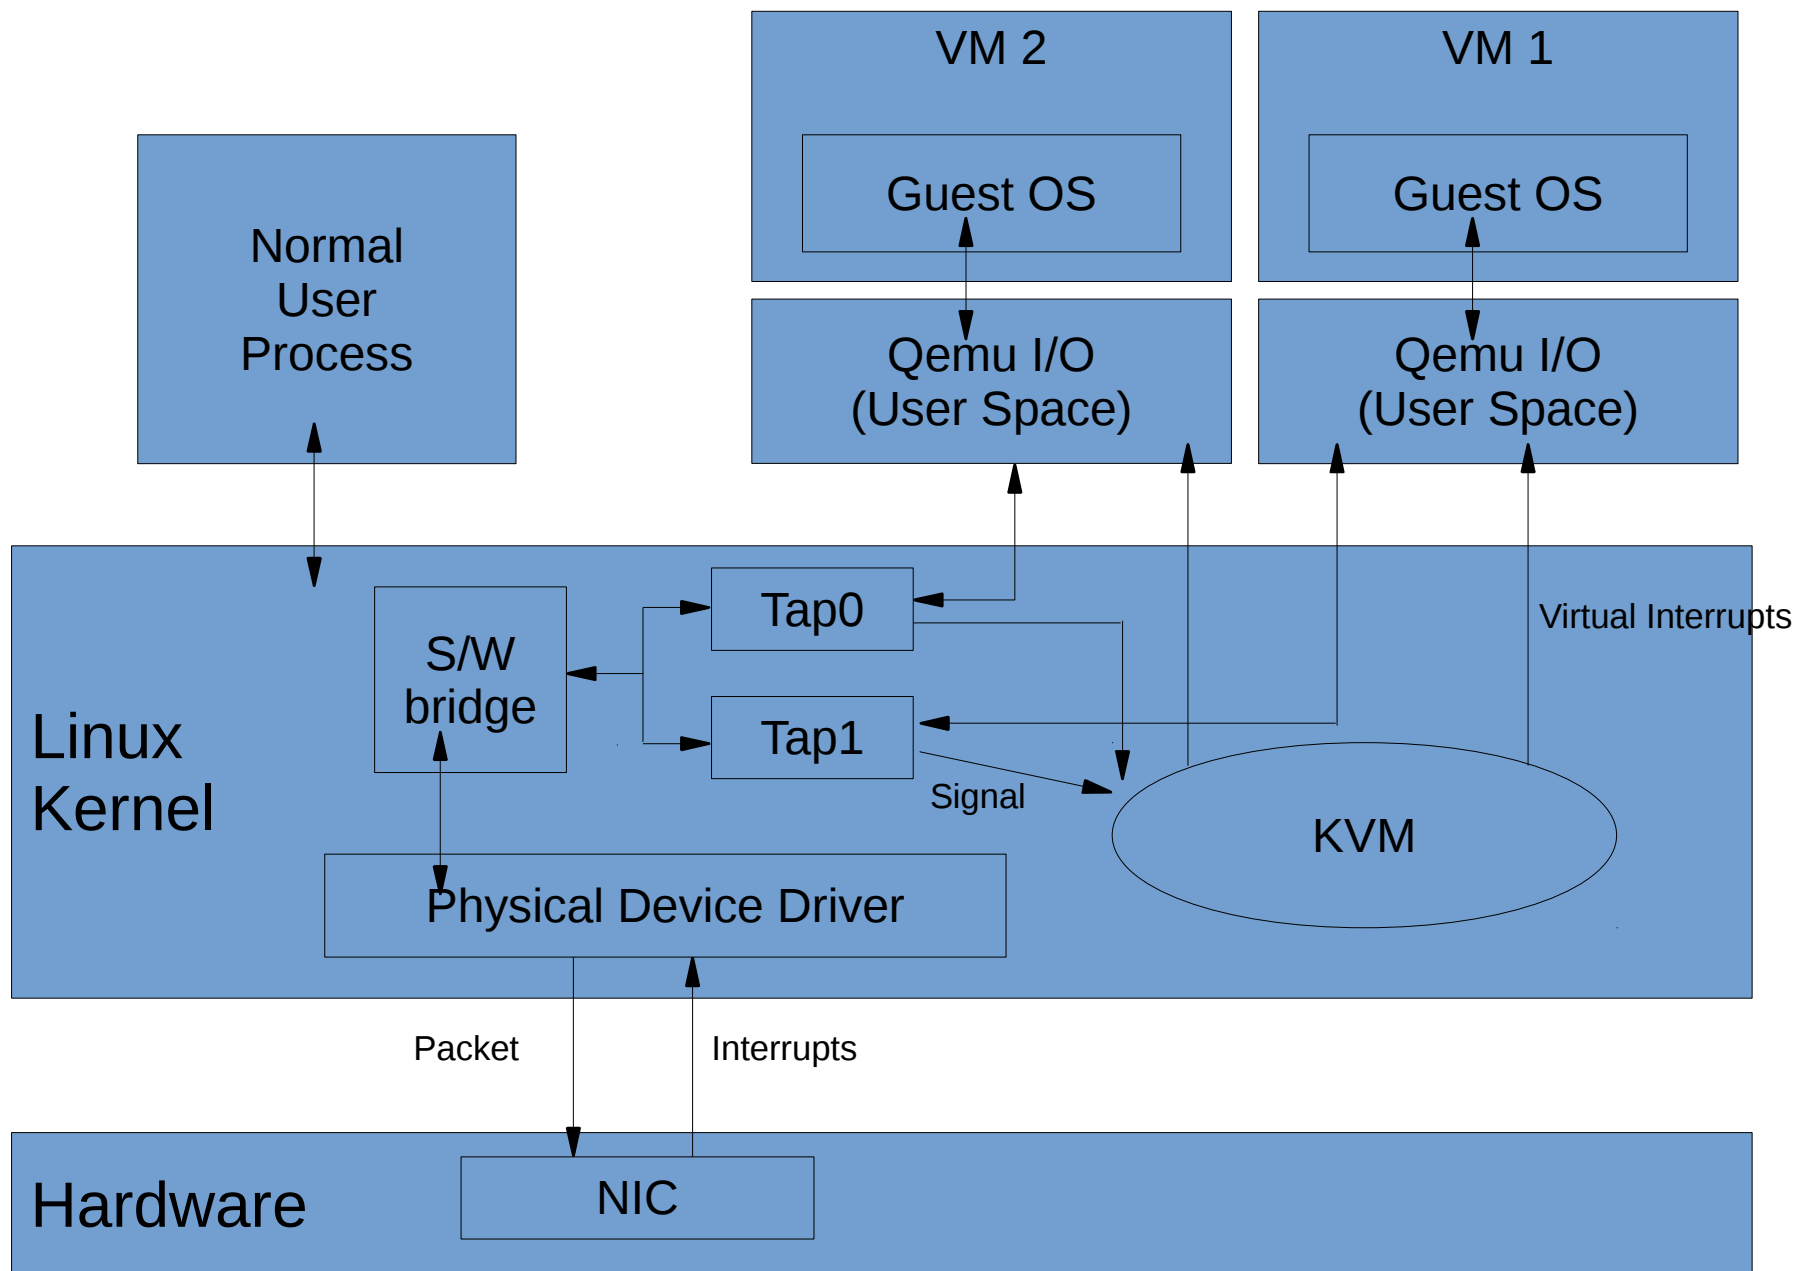 VM 2
VM 1
Guest OS
Guest OS
Normal
User
Process
Qemu I/O
(User Space)
Qemu I/O
(User Space)
Tap0
Virtual Interrupts
S/W
bridge
Tap1
Linux
Kernel
Signal
KVM
Physical Device Driver
Packet
Interrupts
Hardware
NIC